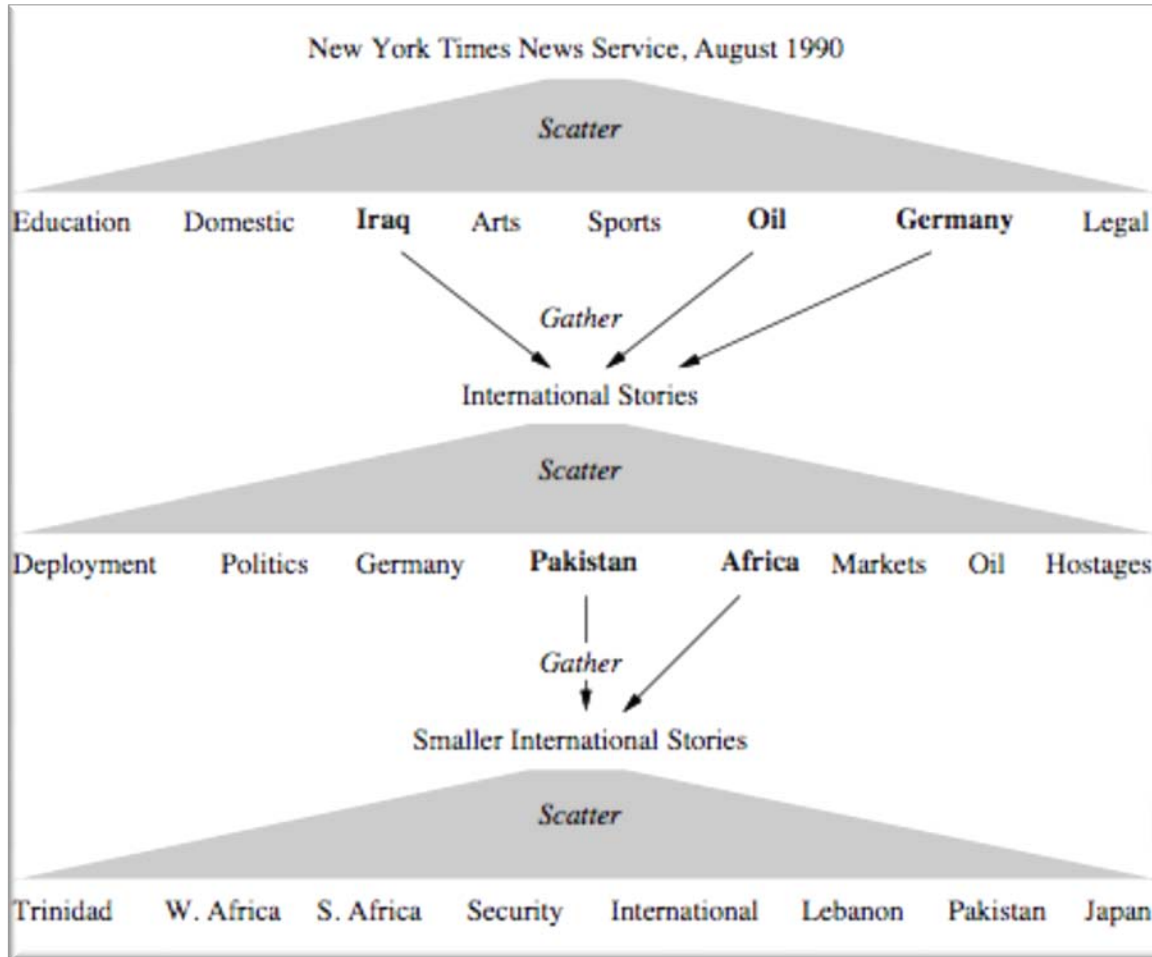 New York Times News Service, August 1990
Scatter
Education Domestic Iraq Arts Sports Oil Germany Legal
Gather
International Stories
Scatter
Deployment Politics Germany Pakistan Africa Markets Oil Hostages
Gather
Smaller International Stories
Scatter
Trinidad W. Africa S. Africa Security International Lebanon Pakistan Japan